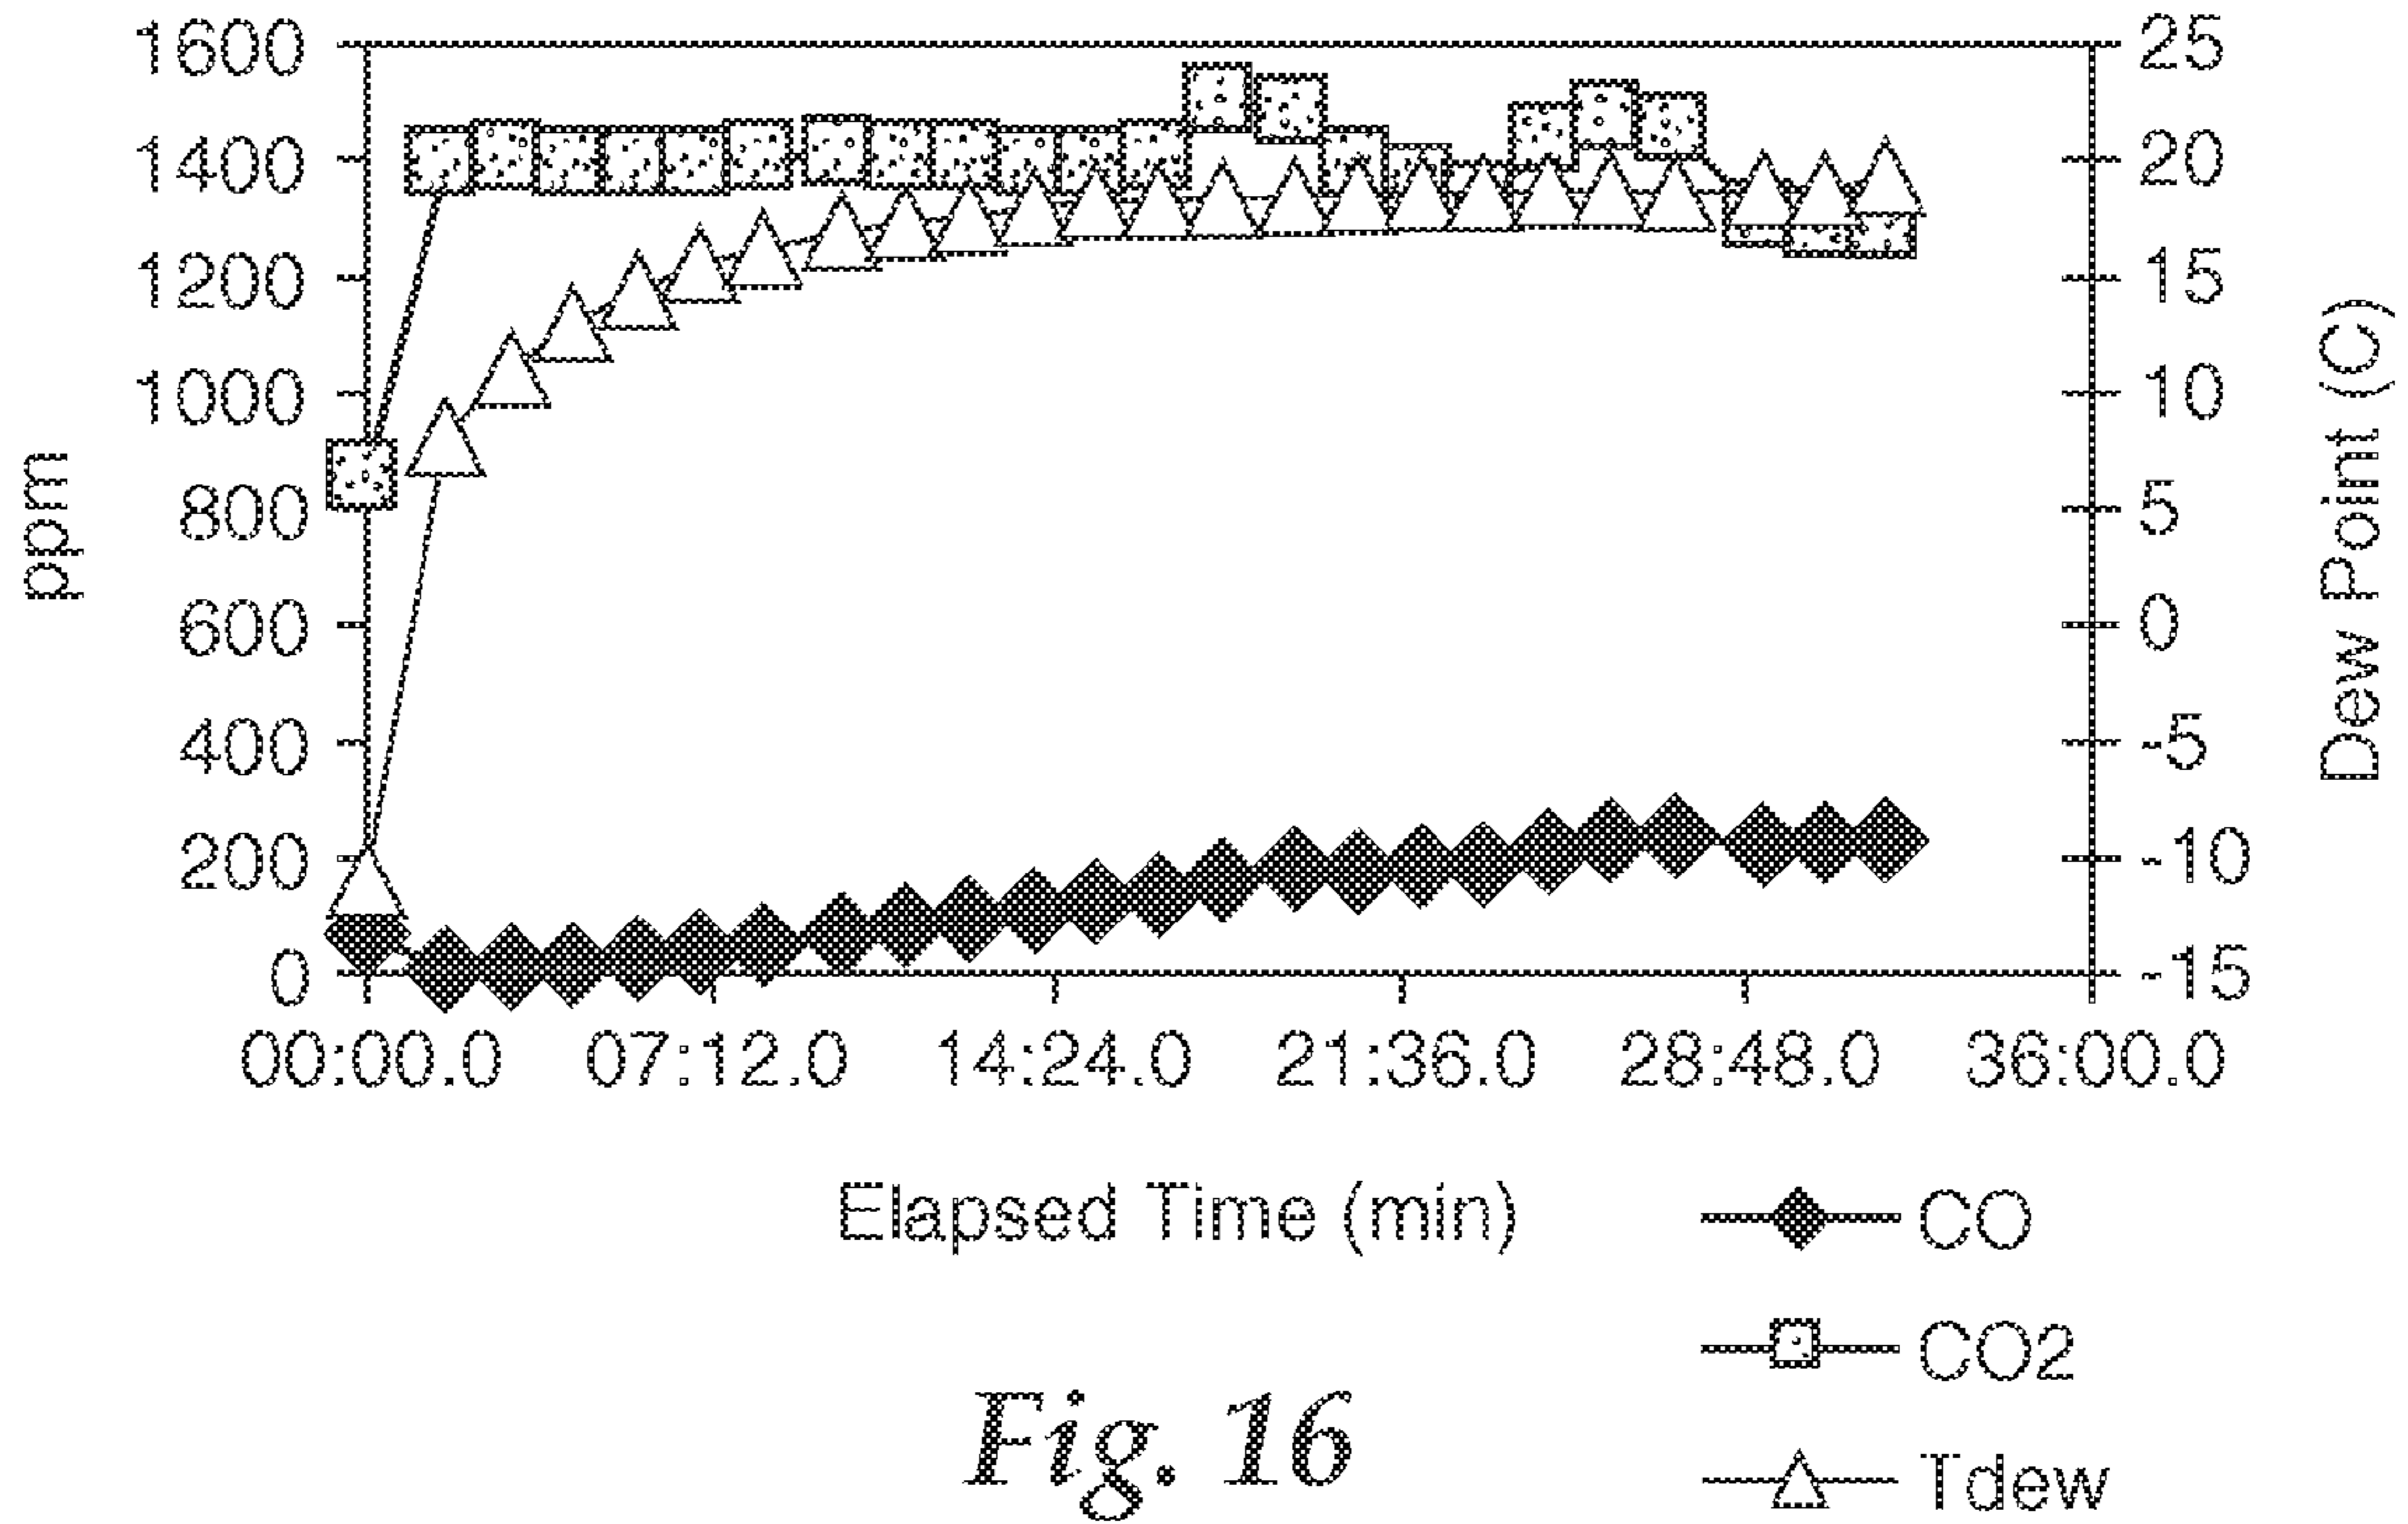 1600
1400
1200
1000
800
600
400
200
0
ppm
25
20
15
10
5
0
-5
-10
-15
Dew Point (C)
00:00.0 07:12.0 14:24.0 21:36.0 28:48.0 36:00.0
Elapsed Time (min)
CO
CO2
Tdew
Fig. 16